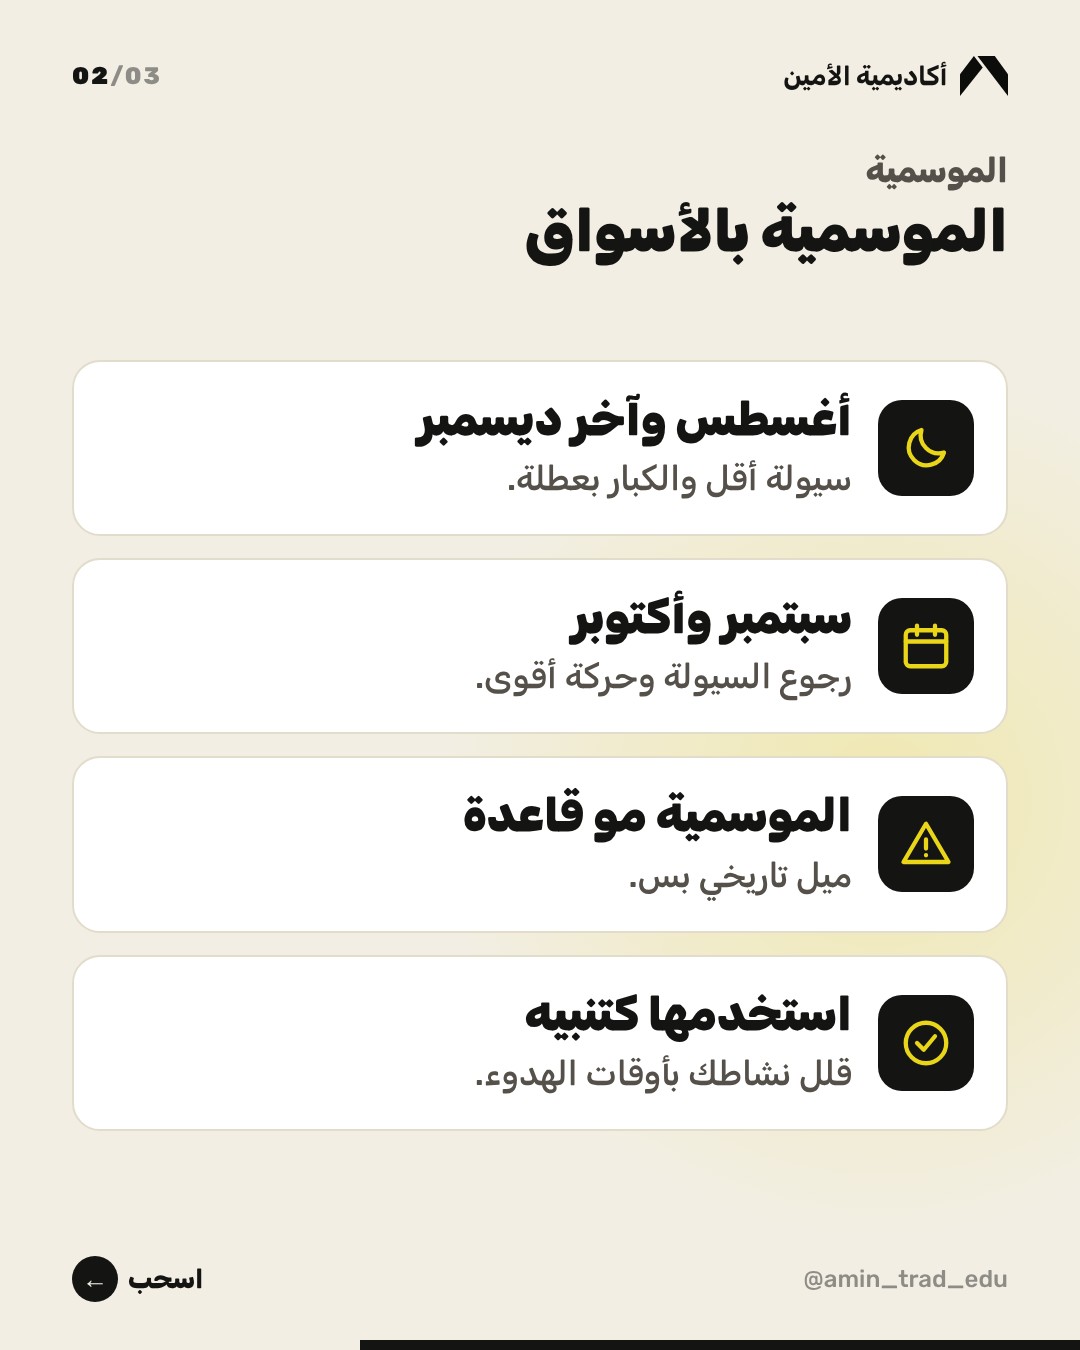 أكاديمية الأمين
02/03
الموسمية
الموسمية بالأسواق
أغسطس وآخر ديسمبر
سيولة أقل والكبار بعطلة.
سبتمبر وأكتوبر
رجوع السيولة وحركة أقوى.
الموسمية مو قاعدة
ميل تاريخي بس.
استخدمها كتنبيه
قلل نشاطك بأوقات الهدوء.
@amin_trad_edu
اسحب ←